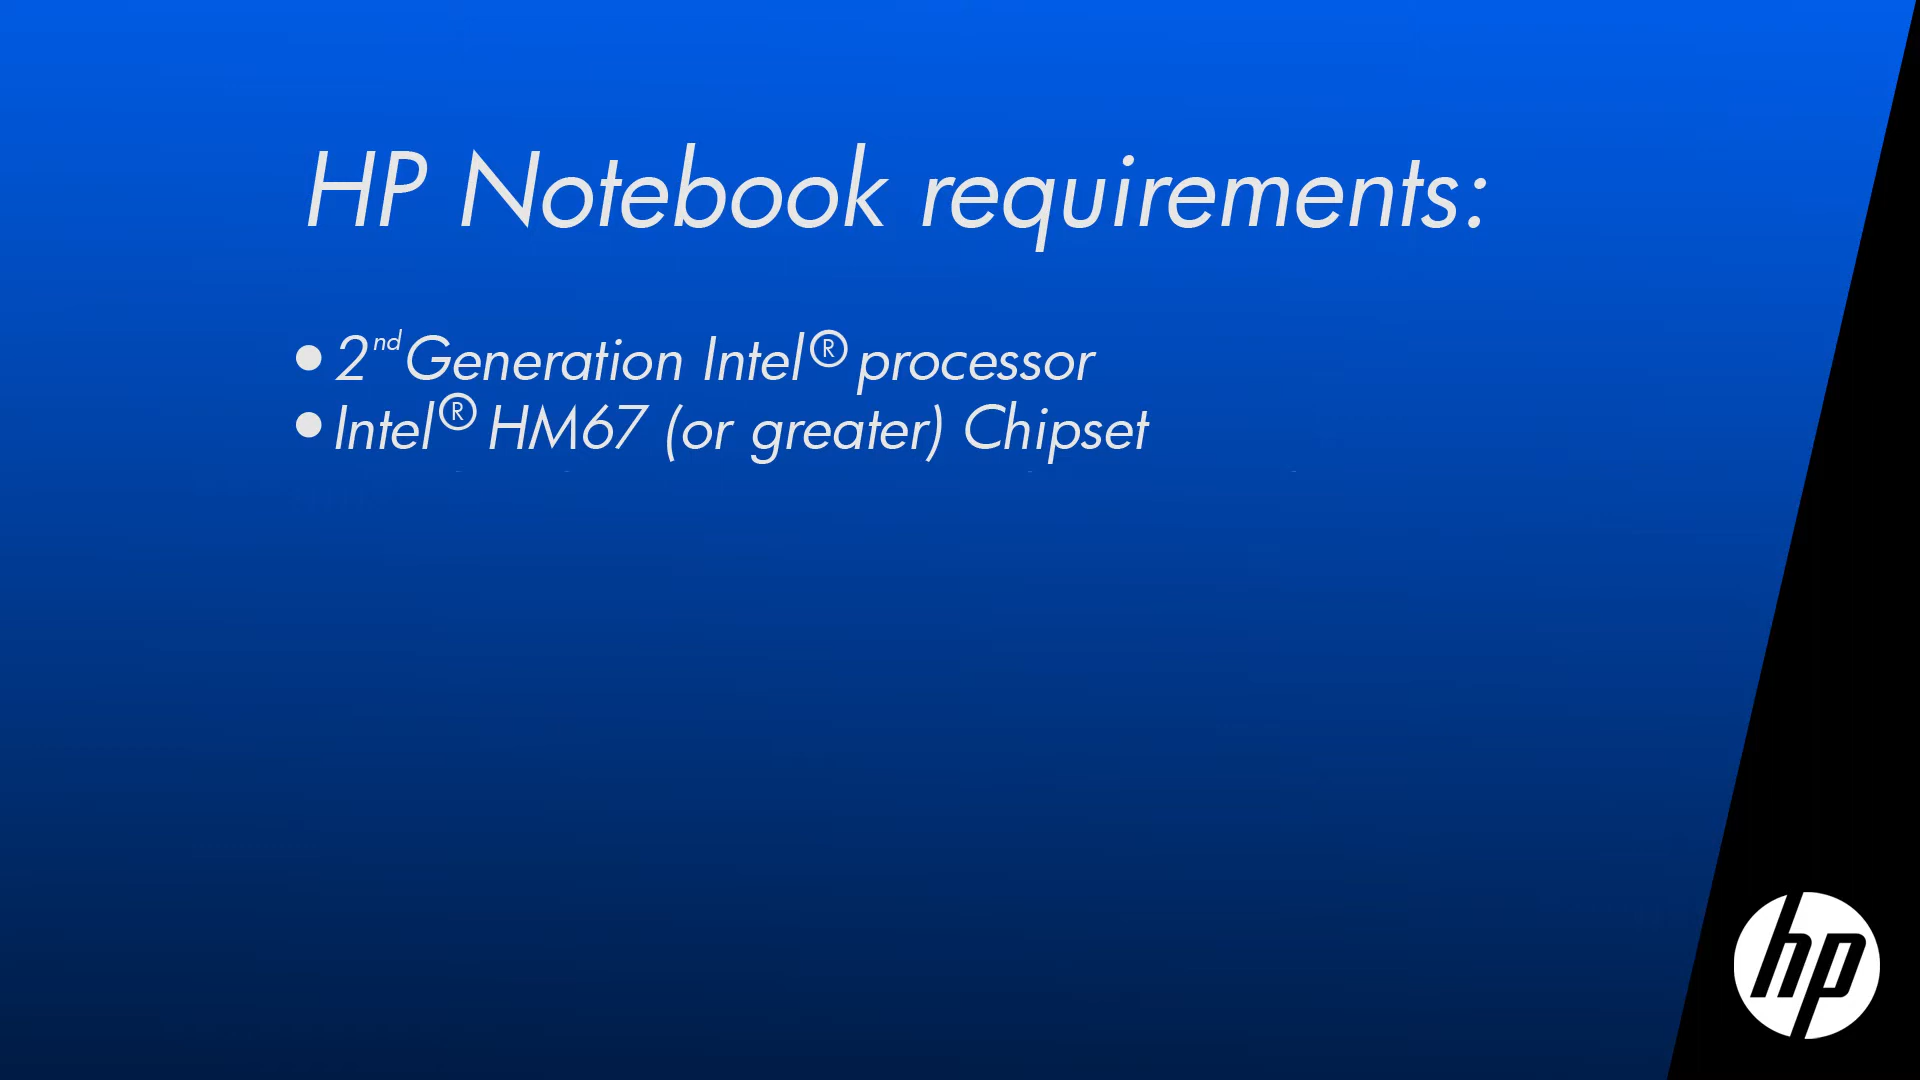 HP Notebook requirements:
• 2nd Generation Intel® processor
• Intel® HM67 (or greater) Chipset
hp